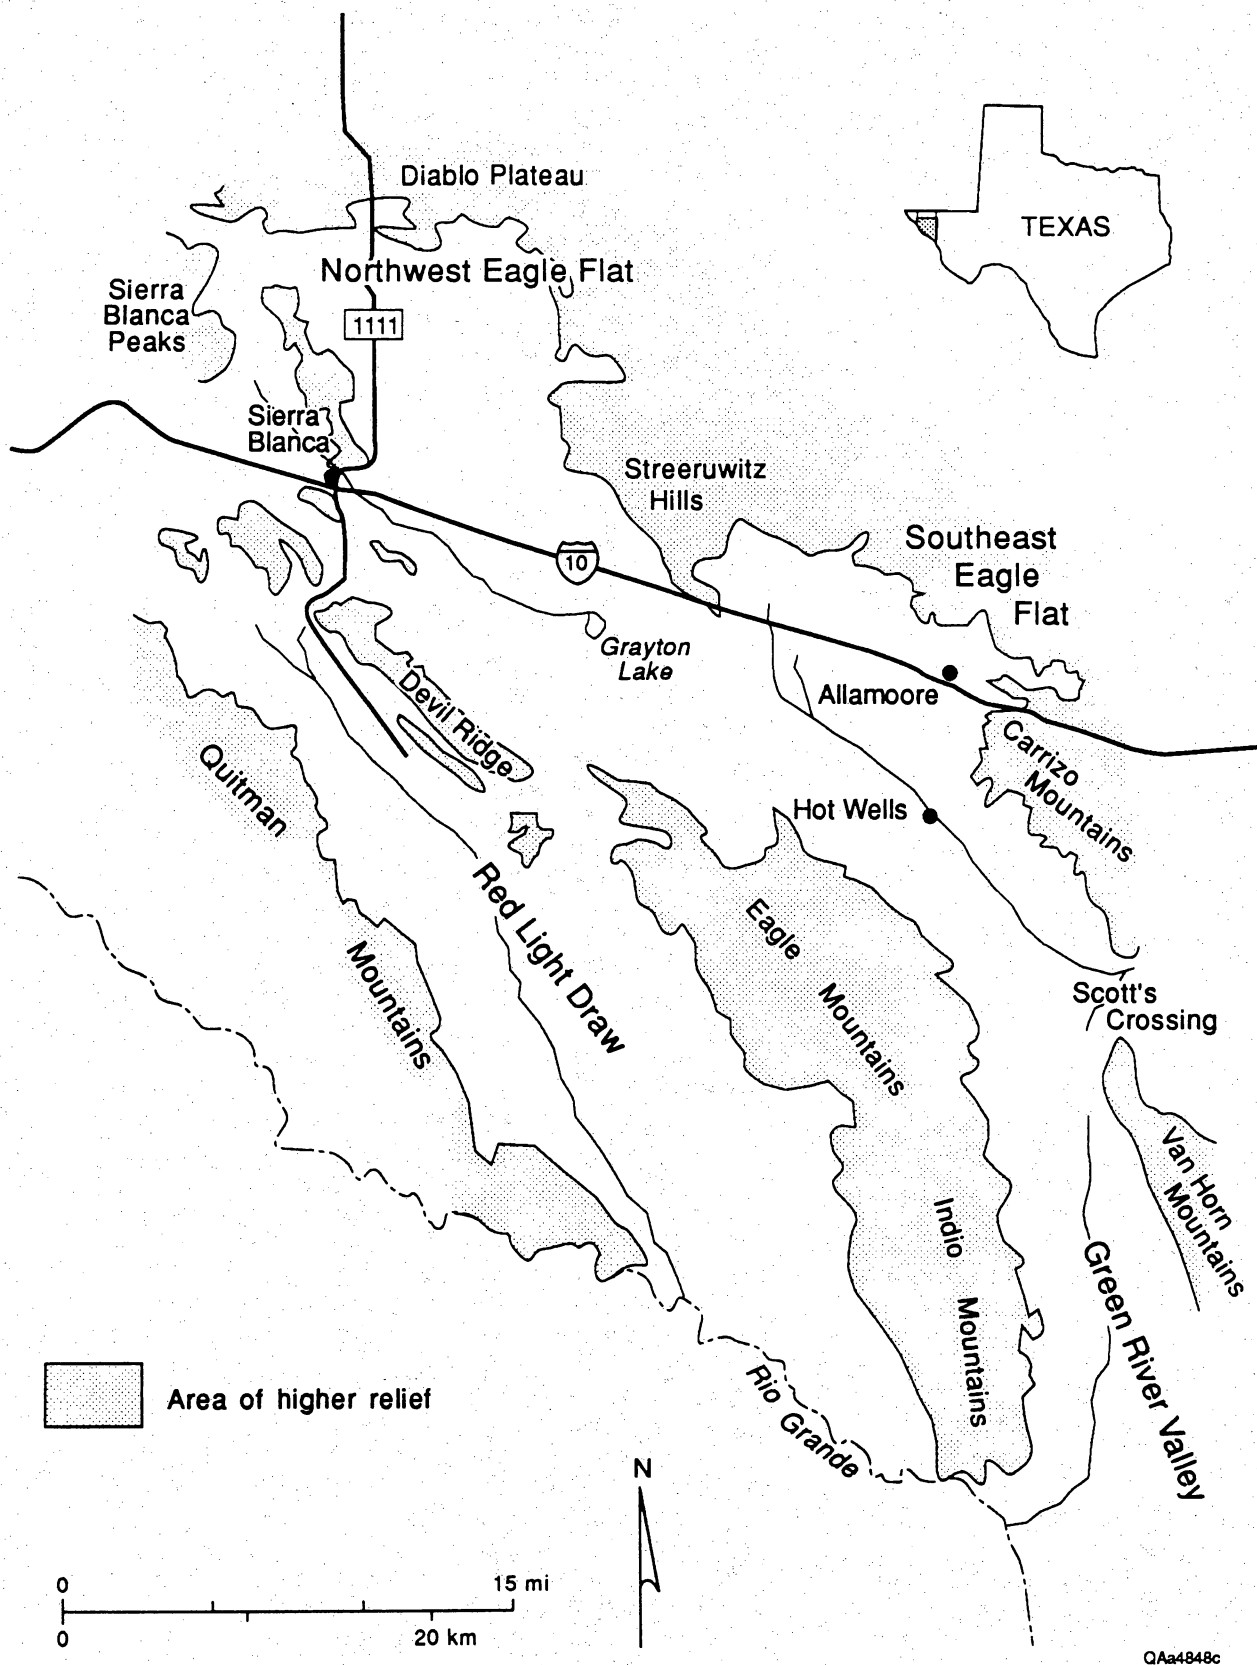 Diablo Plateau
TEXAS
Northwest Eagle Flat
Sierra
Blanca
Peaks
1111
Sierra
Blanca
Streeruwitz
Hills
10
Southeast
Eagle
Flat
Grayton
Lake
Allamoore
Devil Ridge
Carrizo
Mountains
Quitman
Mountains
Hot Wells
Red Light Draw
Eagle
Mountains
Scott's
Crossing
Van Horn
Mountains
Indio
Mountains
Green River Valley
Rio Grande
Area of higher relief
N
0
15 mi
0
20 km
QAa4848c